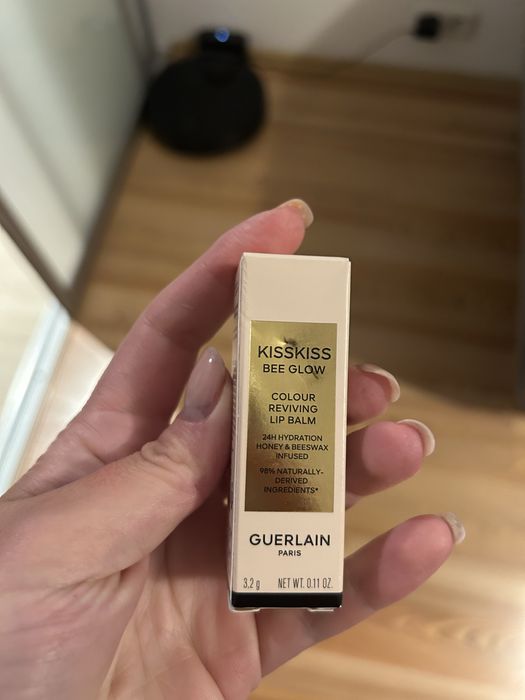 KISSKISS
BEE GLOW
COLOUR
REVIVING
LIP BALM
24H HYDRATION
HONEY & BEESWAX
INFUSED
98% NATURALLY-
DERIVED
INGREDIENTS*
GUERLAIN
PARIS
3.2 g NET WT. 0.11 OZ.